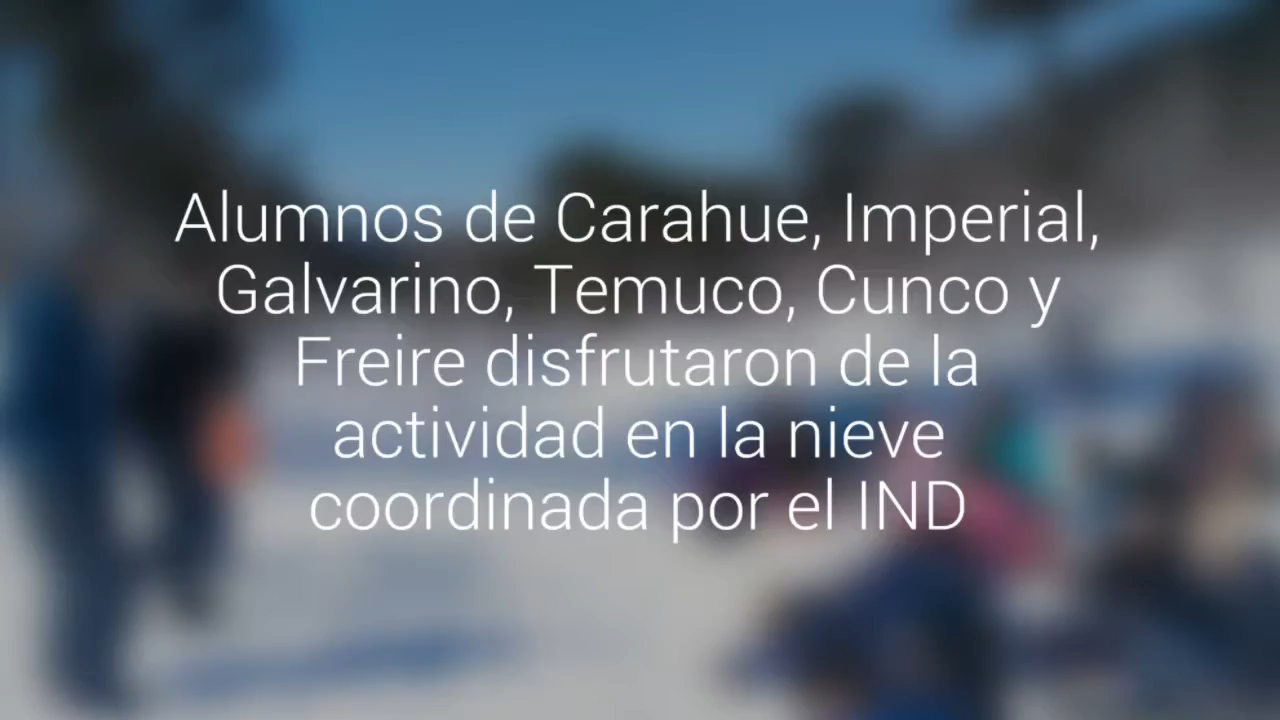 Alumnos de Carahue, Imperial,
Galvarino, Temuco, Cunco y
Freire disfrutaron de la
actividad en la nieve
coordinada por el IND